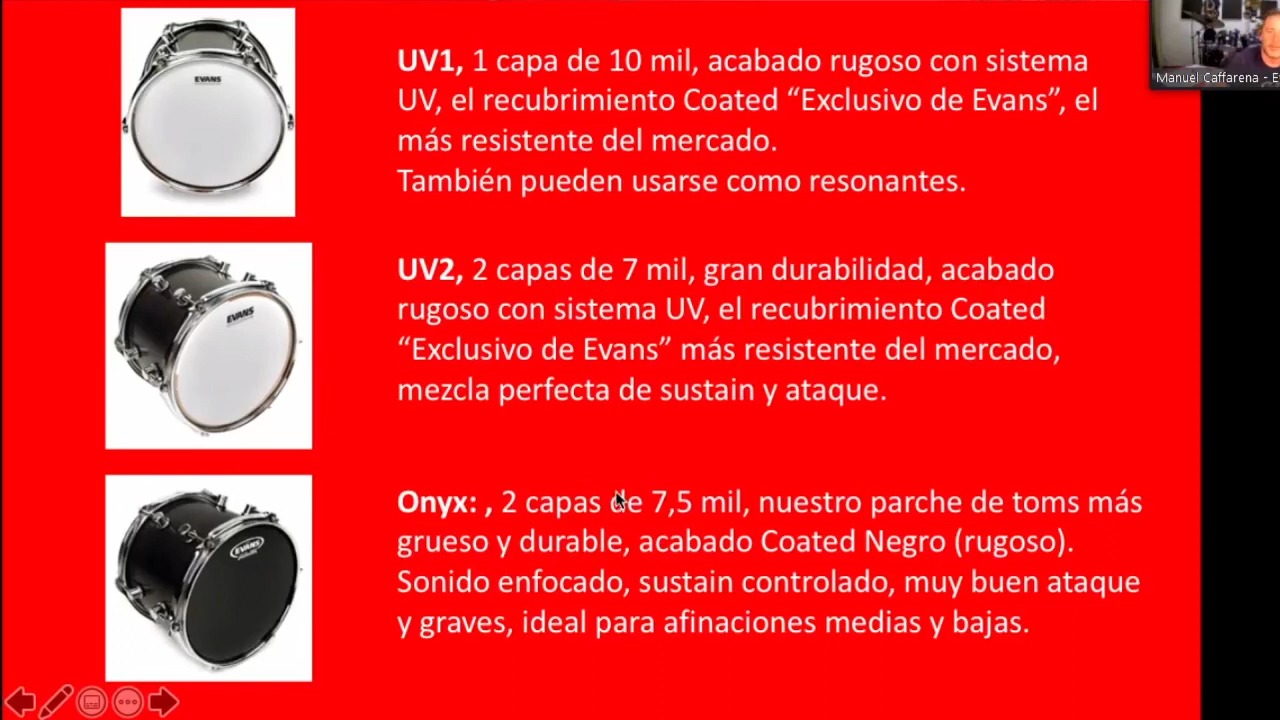 Manuel Caffarena - E
EVANS
UV1, 1 capa de 10 mil, acabado rugoso con sistema
UV, el recubrimiento Coated “Exclusivo de Evans”, el
más resistente del mercado.
También pueden usarse como resonantes.
EVANS
UV2, 2 capas de 7 mil, gran durabilidad, acabado
rugoso con sistema UV, el recubrimiento Coated
“Exclusivo de Evans” más resistente del mercado,
mezcla perfecta de sustain y ataque.
EVANS
Onyx: , 2 capas de 7,5 mil, nuestro parche de toms más
grueso y durable, acabado Coated Negro (rugoso).
Sonido enfocado, sustain controlado, muy buen ataque
y graves, ideal para afinaciones medias y bajas.